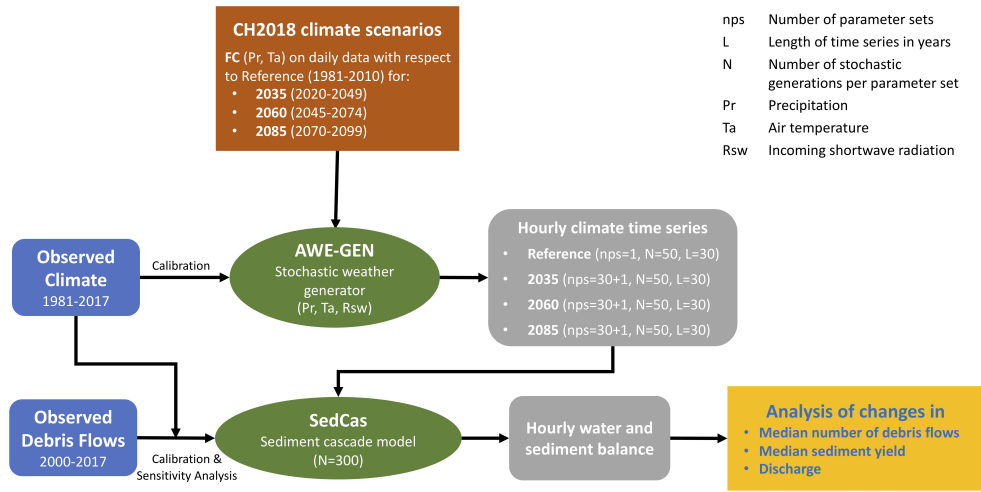 CH2018 climate scenarios
FC (Pr, Ta) on daily data with respect
to Reference (1981-2010) for:
• 2035 (2020-2049)
• 2060 (2045-2074)
• 2085 (2070-2099)
nps Number of parameter sets
L Length of time series in years
N Number of stochastic
generations per parameter set
Pr Precipitation
Ta Air temperature
Rsw Incoming shortwave radiation
Observed
Climate
1981-2017
Calibration
AWE-GEN
Stochastic weather
generator
(Pr, Ta, Rsw)
Hourly climate time series
• Reference (nps=1, N=50, L=30)
• 2035 (nps=30+1, N=50, L=30)
• 2060 (nps=30+1, N=50, L=30)
• 2085 (nps=30+1, N=50, L=30)
Observed
Debris Flows
2000-2017
Calibration &
Sensitivity Analysis
SedCas
Sediment cascade model
(N=300)
Hourly water and
sediment balance
Analysis of changes in
• Median number of debris flows
• Median sediment yield
• Discharge